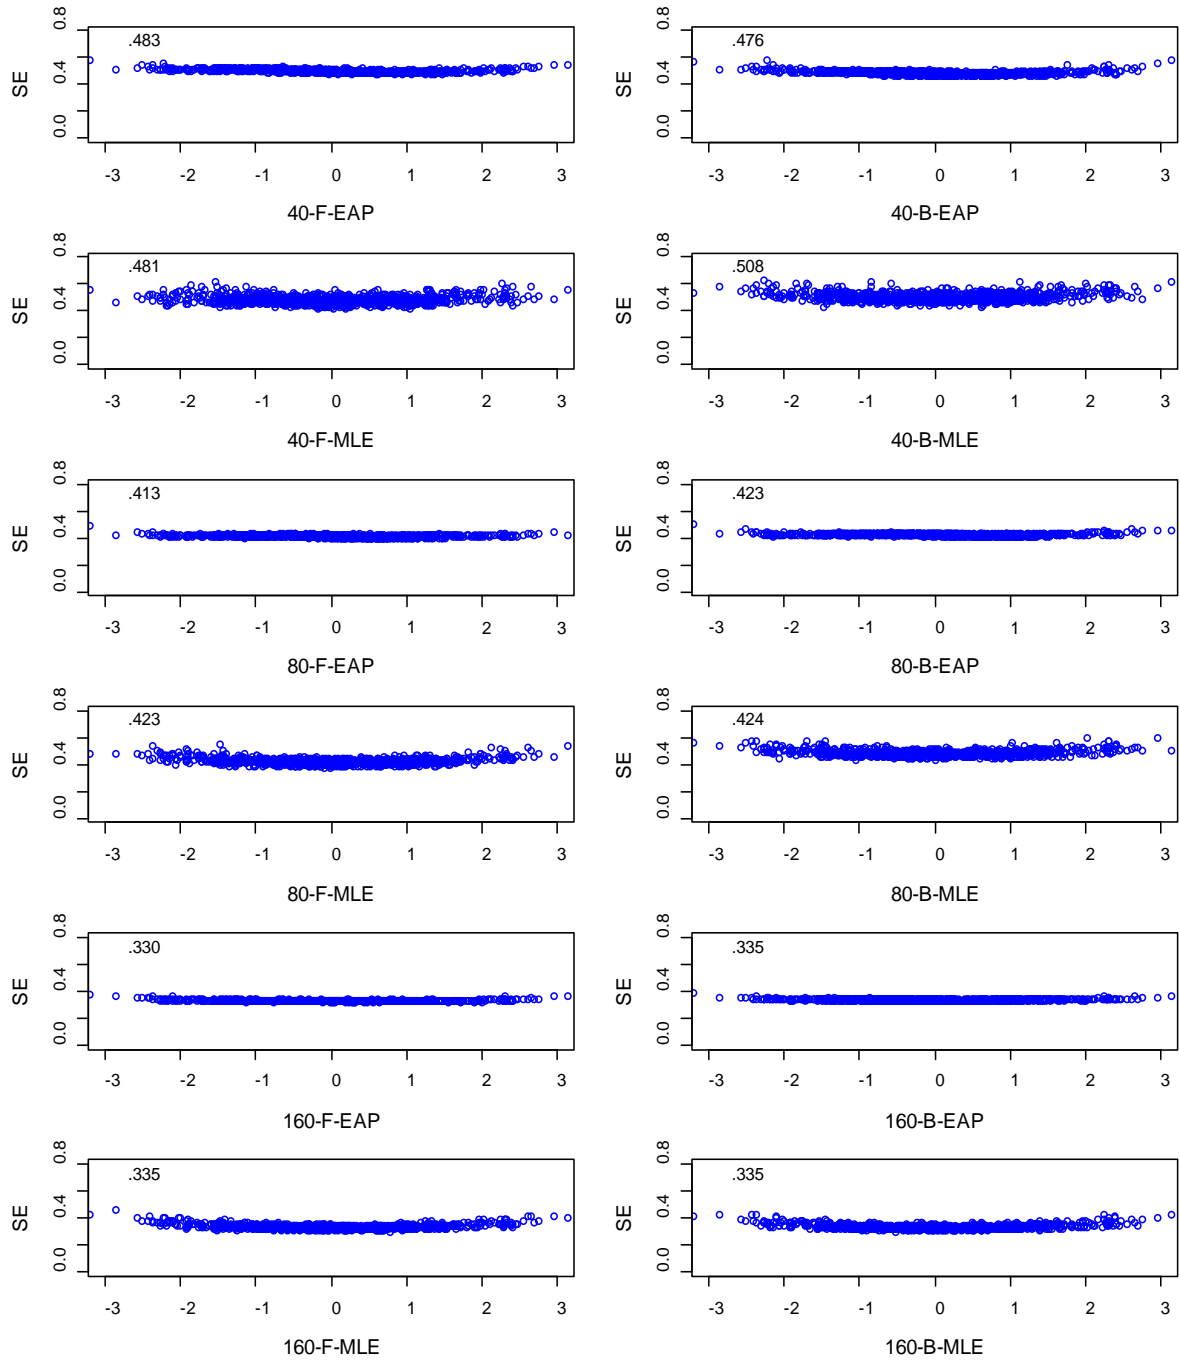 .483
SE
0.0 0.4 0.8
-3 -2 -1 0 1 2 3
40-F-EAP
.476
SE
0.0 0.4 0.8
-3 -2 -1 0 1 2 3
40-B-EAP
.481
SE
0.0 0.4 0.8
-3 -2 -1 0 1 2 3
40-F-MLE
.508
SE
0.0 0.4 0.8
-3 -2 -1 0 1 2 3
40-B-MLE
.413
SE
0.0 0.4 0.8
-3 -2 -1 0 1 2 3
80-F-EAP
.423
SE
0.0 0.4 0.8
-3 -2 -1 0 1 2 3
80-B-EAP
.423
SE
0.0 0.4 0.8
-3 -2 -1 0 1 2 3
80-F-MLE
.424
SE
0.0 0.4 0.8
-3 -2 -1 0 1 2 3
80-B-MLE
.330
SE
0.0 0.4 0.8
-3 -2 -1 0 1 2 3
160-F-EAP
.335
SE
0.0 0.4 0.8
-3 -2 -1 0 1 2 3
160-B-EAP
.335
SE
0.0 0.4 0.8
-3 -2 -1 0 1 2 3
160-F-MLE
.335
SE
0.0 0.4 0.8
-3 -2 -1 0 1 2 3
160-B-MLE